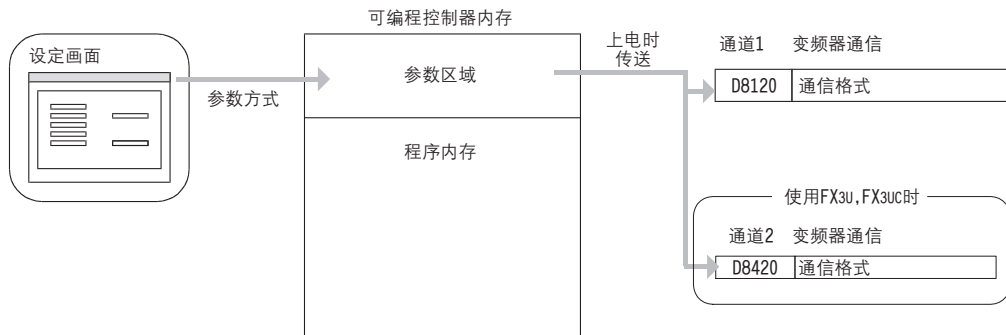 可编程控制器内存
设定画面
参数方式
参数区域
程序内存
上电时
传送
通道1 变频器通信
D8120 通信格式
使用FX3U,FX3UC时
通道2 变频器通信
D8420 通信格式